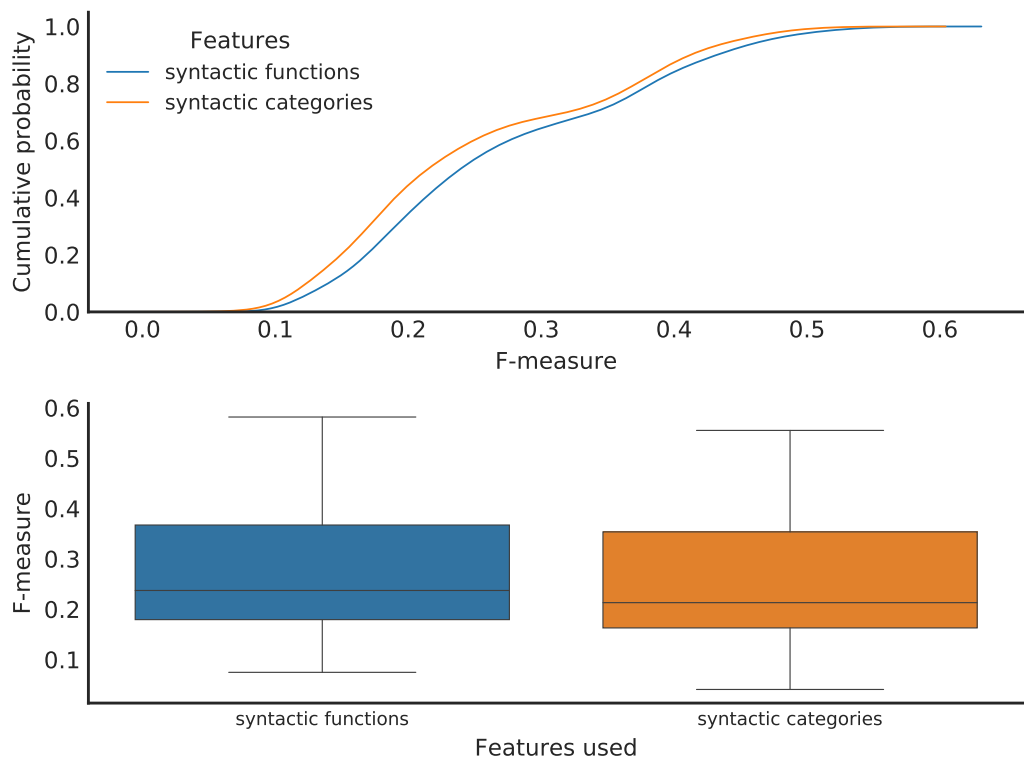 1.0
0.8
0.6
0.4
0.2
0.0
Cumulative probability
Features
syntactic functions
syntactic categories
0.0 0.1 0.2 0.3 0.4 0.5 0.6
F-measure
0.6
0.5
0.4
0.3
0.2
0.1
F-measure
syntactic functions syntactic categories
Features used